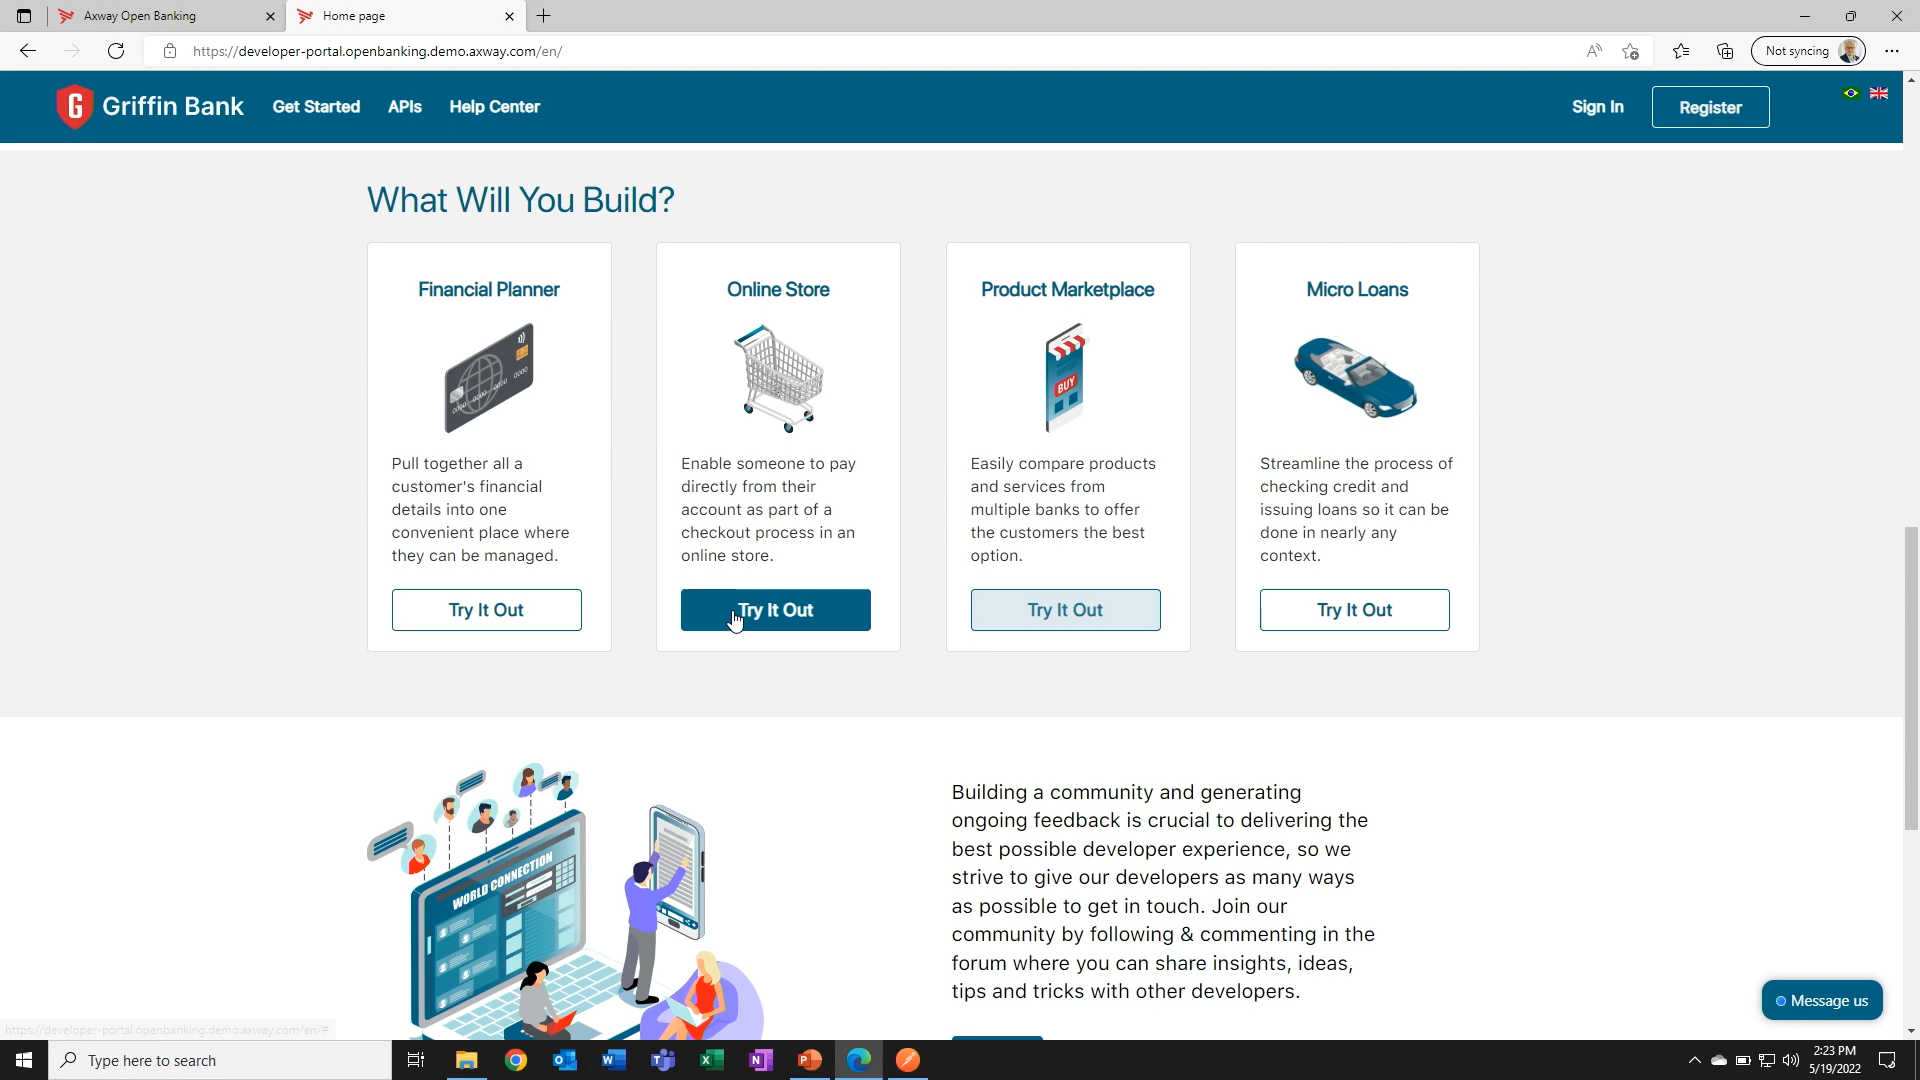 Axway Open Banking
Home page
https://developer-portal.openbanking.demo.axway.com/en/
Not syncing
G Griffin Bank
Get Started
APIs
Help Center
Sign In
Register
What Will You Build?
Financial Planner
Pull together all a
customer's financial
details into one
convenient place where
they can be managed.
Try It Out
Online Store
Enable someone to pay
directly from their
account as part of a
checkout process in an
online store.
Try It Out
Product Marketplace
BUY
Easily compare products
and services from
multiple banks to offer
the customers the best
option.
Try It Out
Micro Loans
Streamline the process of
checking credit and
issuing loans so it can be
done in nearly any
context.
Try It Out
WORLD CONNECTION
Building a community and generating
ongoing feedback is crucial to delivering the
best possible developer experience, so we
strive to give our developers as many ways
as possible to get in touch. Join our
community by following & commenting in the
forum where you can share insights, ideas,
tips and tricks with other developers.
Message us
https://developer-portal.openbanking.demo.axway.com/en/#
Type here to search
2:23 PM
5/19/2022